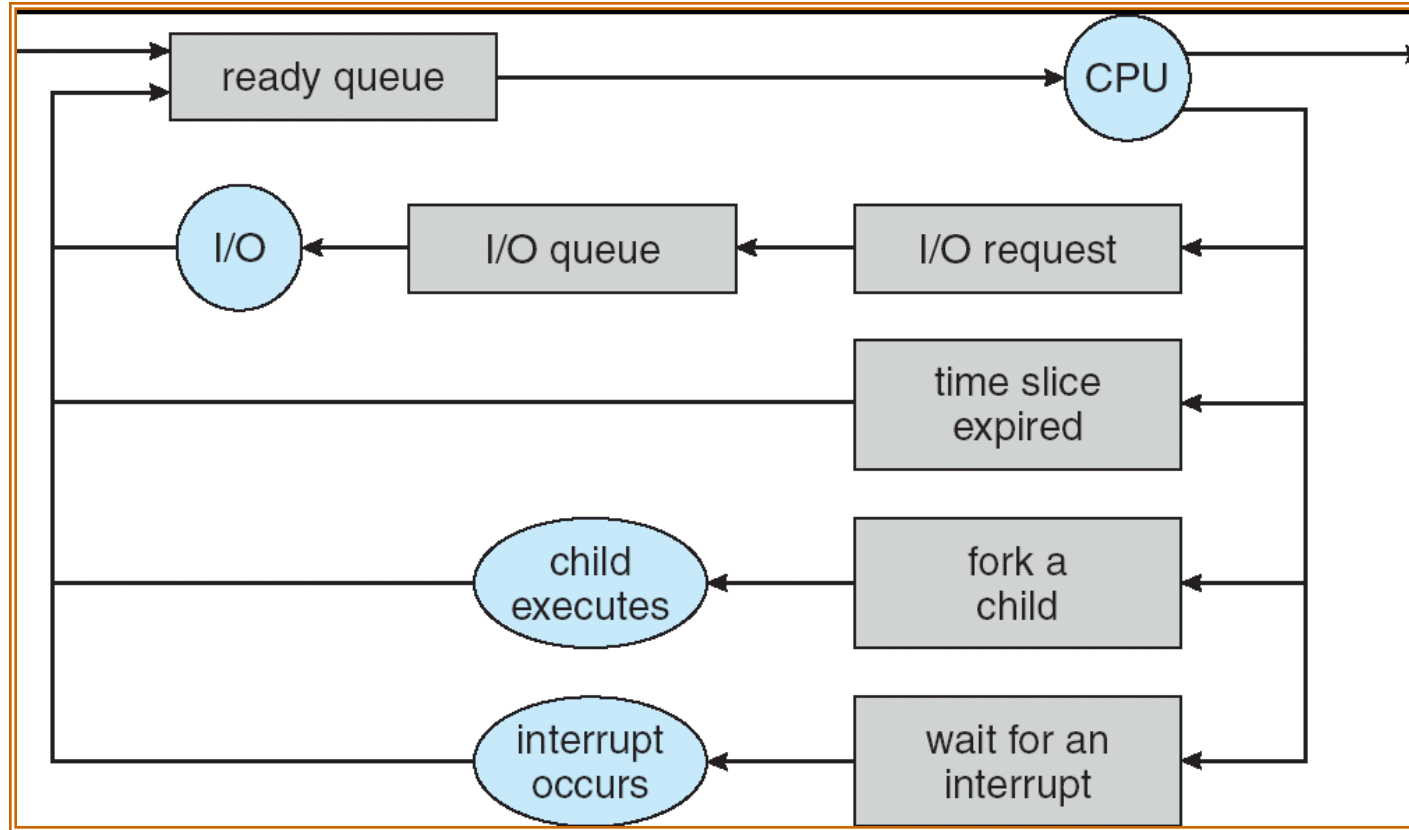 ready queue
CPU
I/O
I/O queue
I/O request
time slice
expired
child
executes
fork a
child
interrupt
occurs
wait for an
interrupt